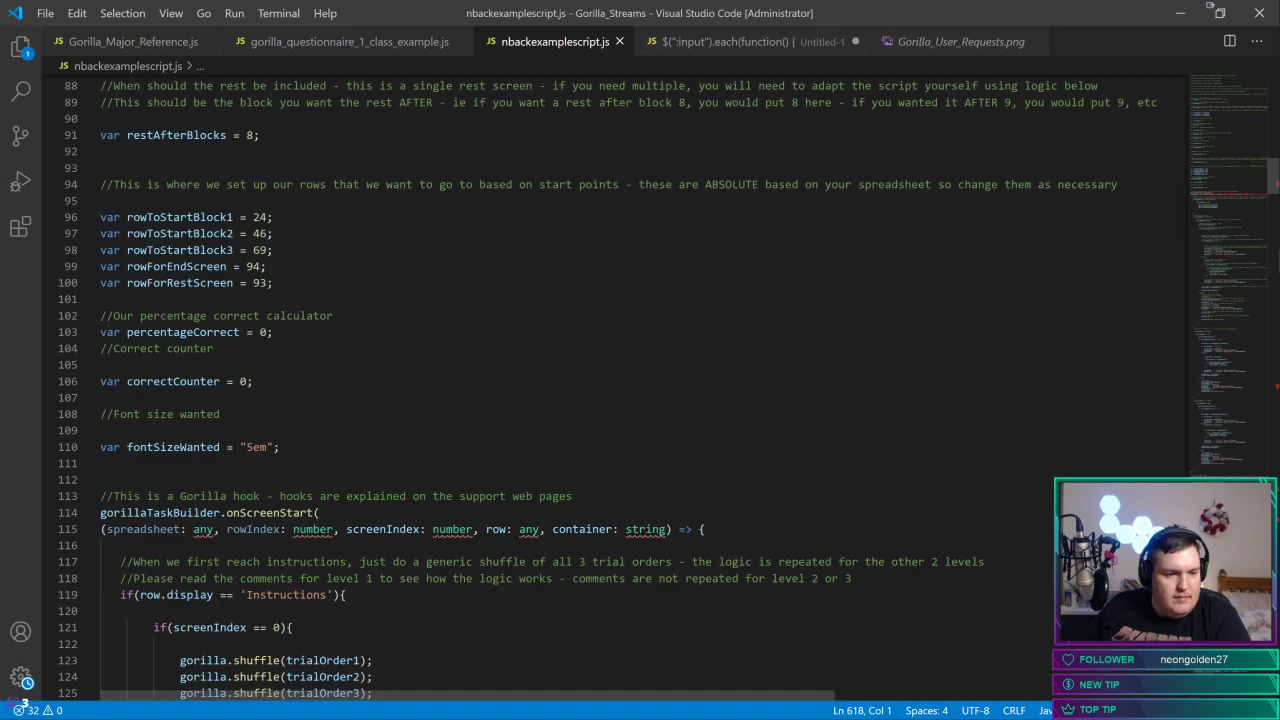 File Edit Selection View Go Run Terminal Help
nbackexamplescript.js - Gorilla_Streams - Visual Studio Code [Administrator]
Gorilla_Major_Reference.js
gorilla_questionnaire_1_class_example.js
nbackexamplescript.js
$(":input").each(function() { Untitled-1
Gorilla_User_Requests.png
nbackexamplescript.js > ...
88 //When should the rest be included - this is a single rest screen - if you need multiple, you will need to adapt the script yourself using logic below
89 //This should be the block you want the rest AFTER - ie if you want a rest after block 8, you would put 8 here - if you wanted it AFTER 9, you would put 9, etc
90
91 var restAfterBlocks = 8;
92
93
94 //This is where we set up our rows that we want to go to based on start points - these are ABSOLUTE based on your spreadsheet so change them as necessary
95
96 var rowToStartBlock1 = 24;
97 var rowToStartBlock2 = 46;
98 var rowToStartBlock3 = 69;
99 var rowForEndScreen = 94;
100 var rowForRestScreen = 93;
101
102 //Our percentage correct calculator
103 var percentageCorrect = 0;
104 //Correct counter
105
106 var correctCounter = 0;
107
108 //Font size wanted
109
110 var fontSizeWanted = "5em";
111
112
113 //This is a Gorilla hook - hooks are explained on the support web pages
114 gorillaTaskBuilder.onScreenStart(
115 (spreadsheet: any, rowIndex: number, screenIndex: number, row: any, container: string) => {
116
117 //When we first reach instructions, just do a generic shuffle of all 3 trial orders - the logic is repeated for the other 2 levels
118 //Please read the comments for level 1 to see how the logic works - comments are not repeated for level 2 or 3
119 if(row.display == 'Instructions'){
120
121 if(screenIndex == 0){
122
123 gorilla.shuffle(trialOrder1);
124 gorilla.shuffle(trialOrder2);
125 gorilla.shuffle(trialOrder3);
1
FOLLOWER neongolden27
NEW TIP
TOP TIP
3
32 0
Ln 618, Col 1 Spaces: 4 UTF-8 CRLF